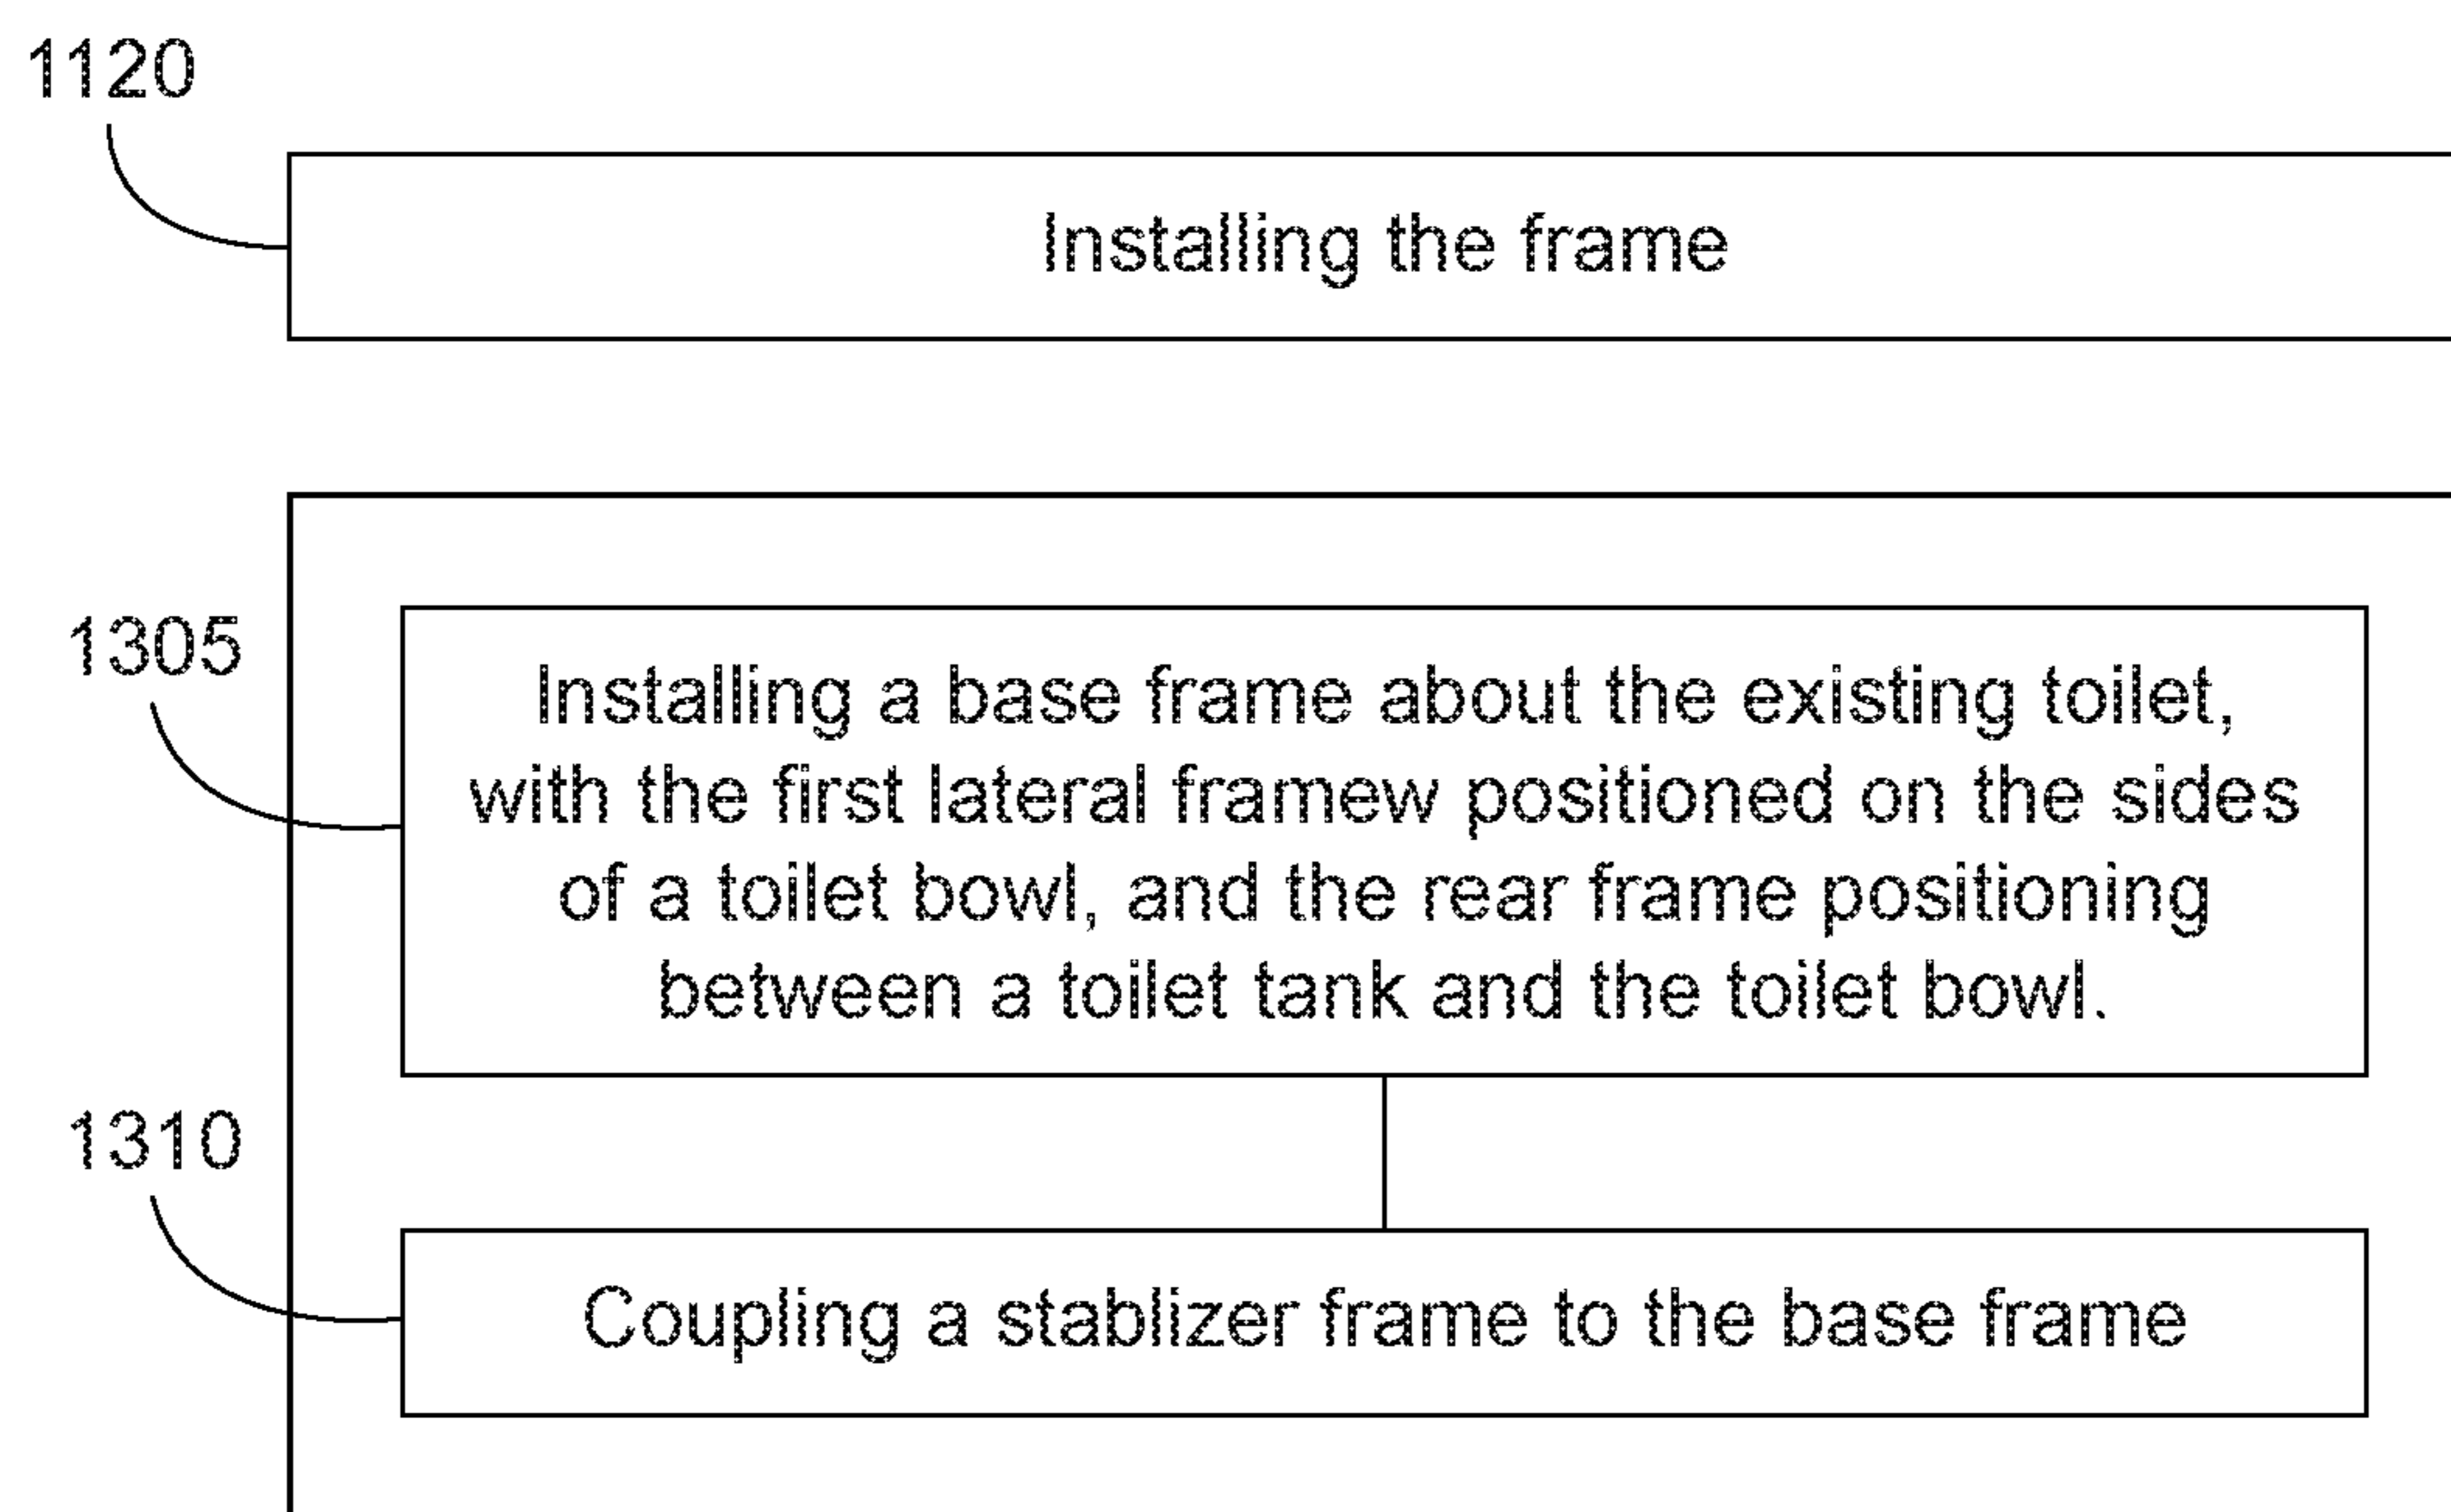 1120
Installing the frame
1305
Installing a base frame about the existing toilet,
with the first lateral framew positioned on the sides
of a toilet bowl, and the rear frame positioning
between a toilet tank and the toilet bowl.
1310
Coupling a stablizer frame to the base frame